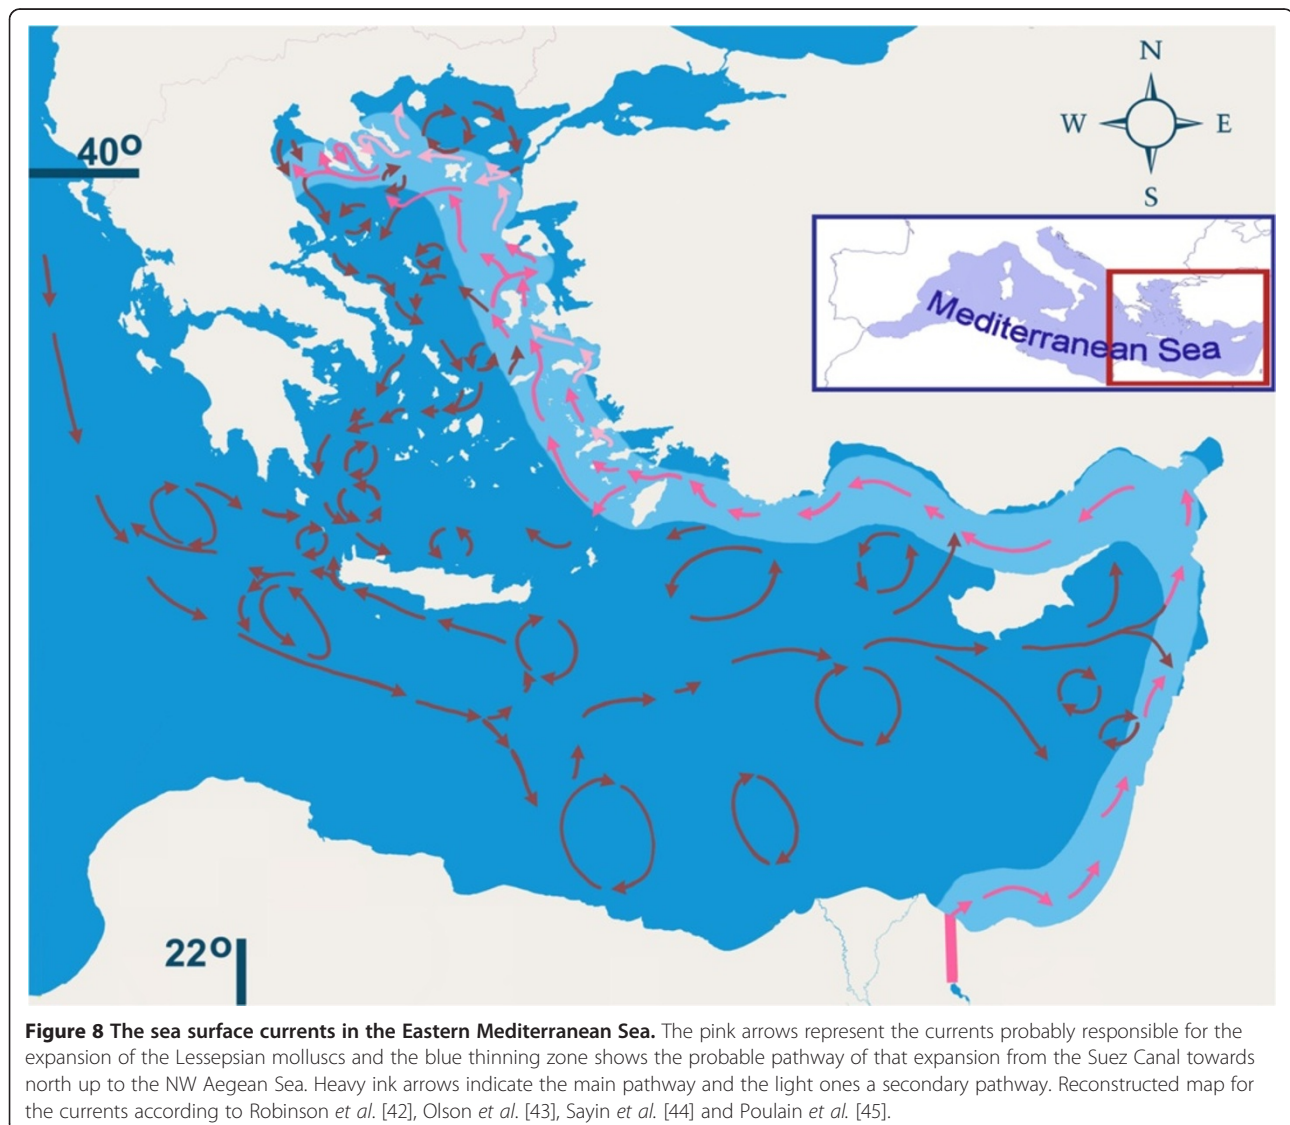 N
W E
S
40º
Mediterranean Sea
22º
Figure 8 The sea surface currents in the Eastern Mediterranean Sea. The pink arrows represent the currents probably responsible for the
expansion of the Lessepsian molluscs and the blue thinning zone shows the probable pathway of that expansion from the Suez Canal towards
north up to the NW Aegean Sea. Heavy ink arrows indicate the main pathway and the light ones a secondary pathway. Reconstructed map for
the currents according to Robinson et al. [42], Olson et al. [43], Sayin et al. [44] and Poulain et al. [45].